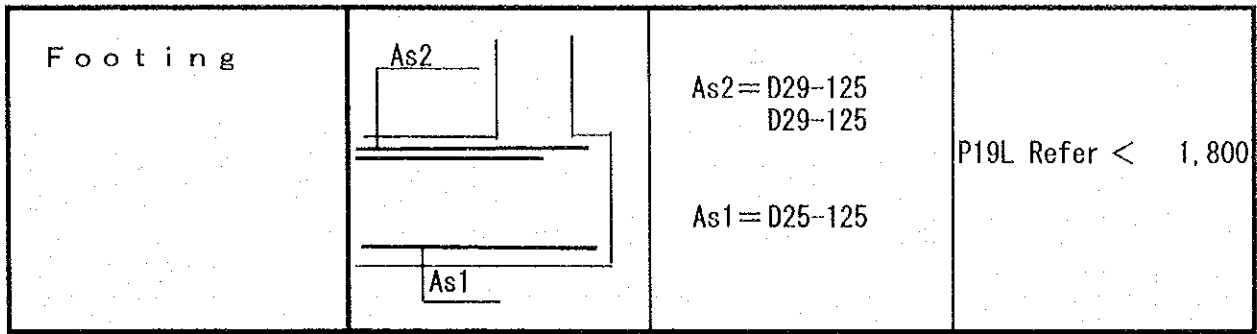 Footing
As2
As1
As2=D29-125
D29-125
As1=D25-125
P19L Refer < 1,800